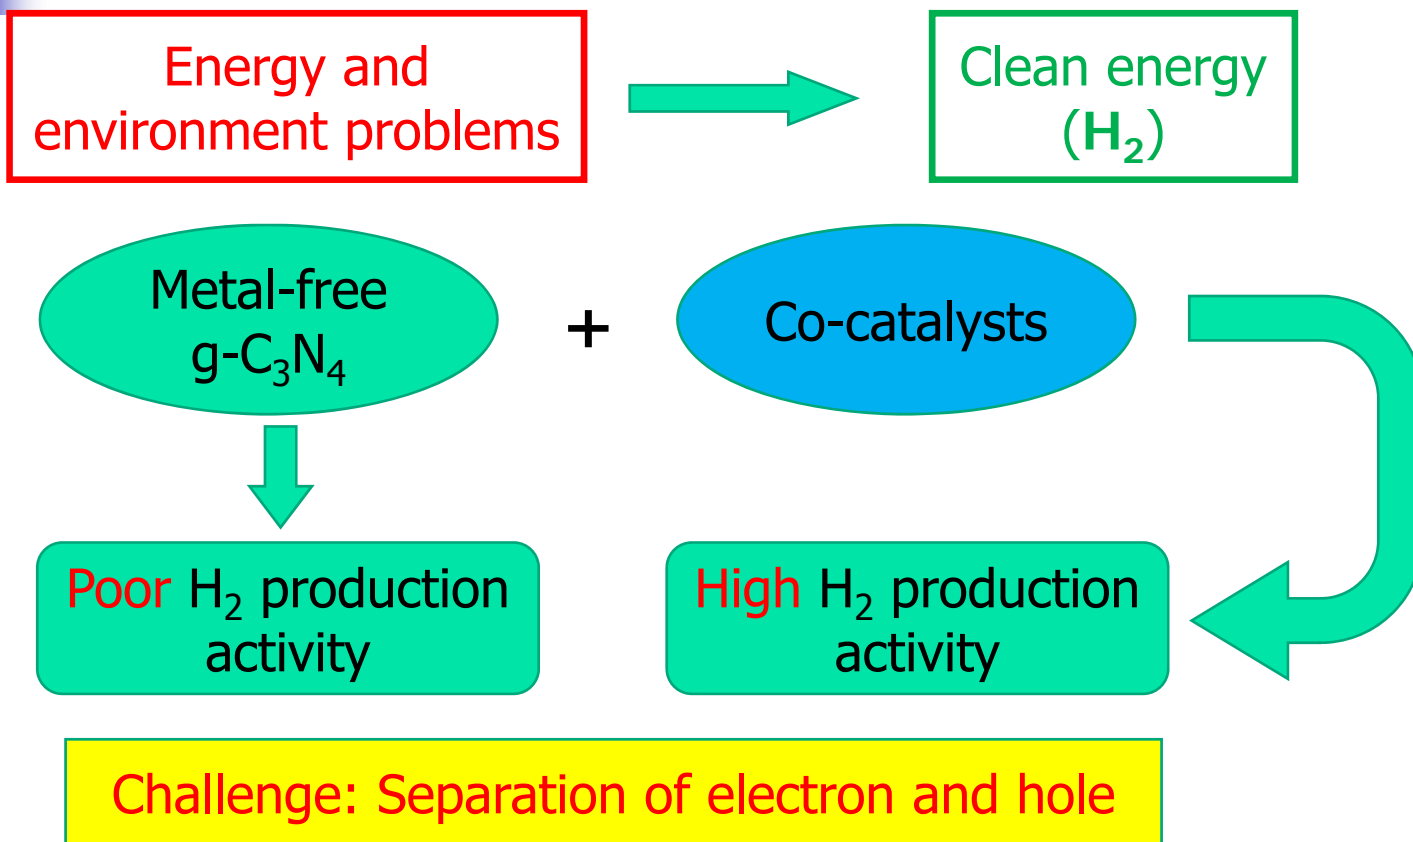 Energy and
environment problems
Clean energy
(H₂)
Metal-free
g-C₃N₄
+
Co-catalysts
Poor H₂ production
activity
High H₂ production
activity
Challenge: Separation of electron and hole